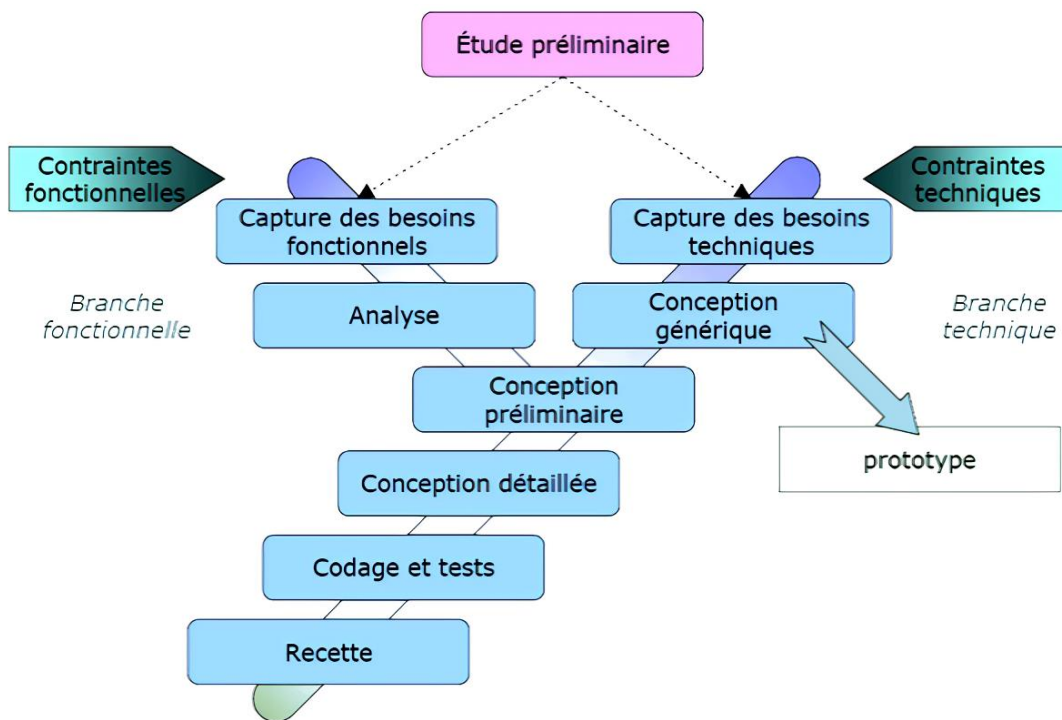 Étude préliminaire
Contraintes
fonctionnelles
Contraintes
techniques
Capture des besoins
fonctionnels
Capture des besoins
techniques
Branche
fonctionnelle
Analyse
Conception
générique
Branche
technique
Conception
préliminaire
prototype
Conception détaillée
Codage et tests
Recette